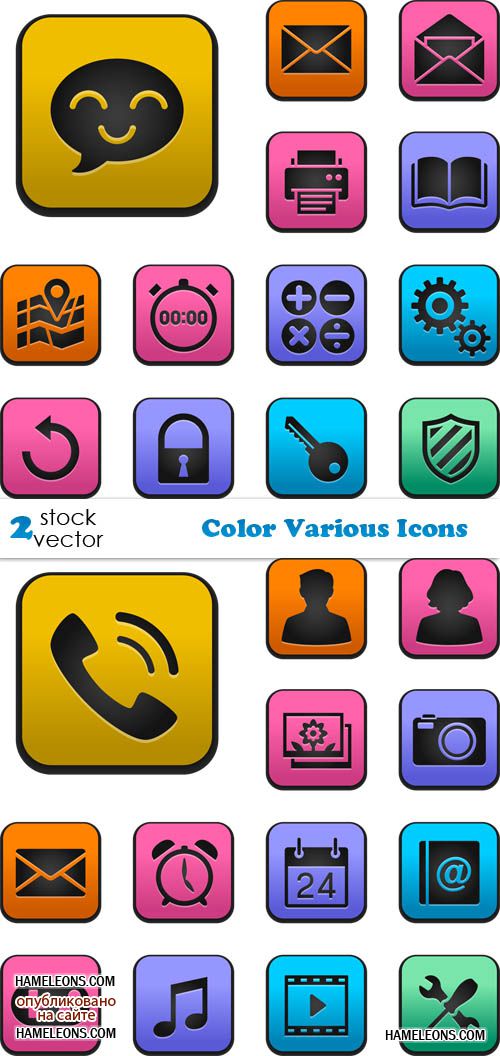 00:00
2 stock
vector
Color Various Icons
24
@
HAMELEONS.COM
опубликовано
на сайте
HAMELEONS.COM
HAMELEONS.COM